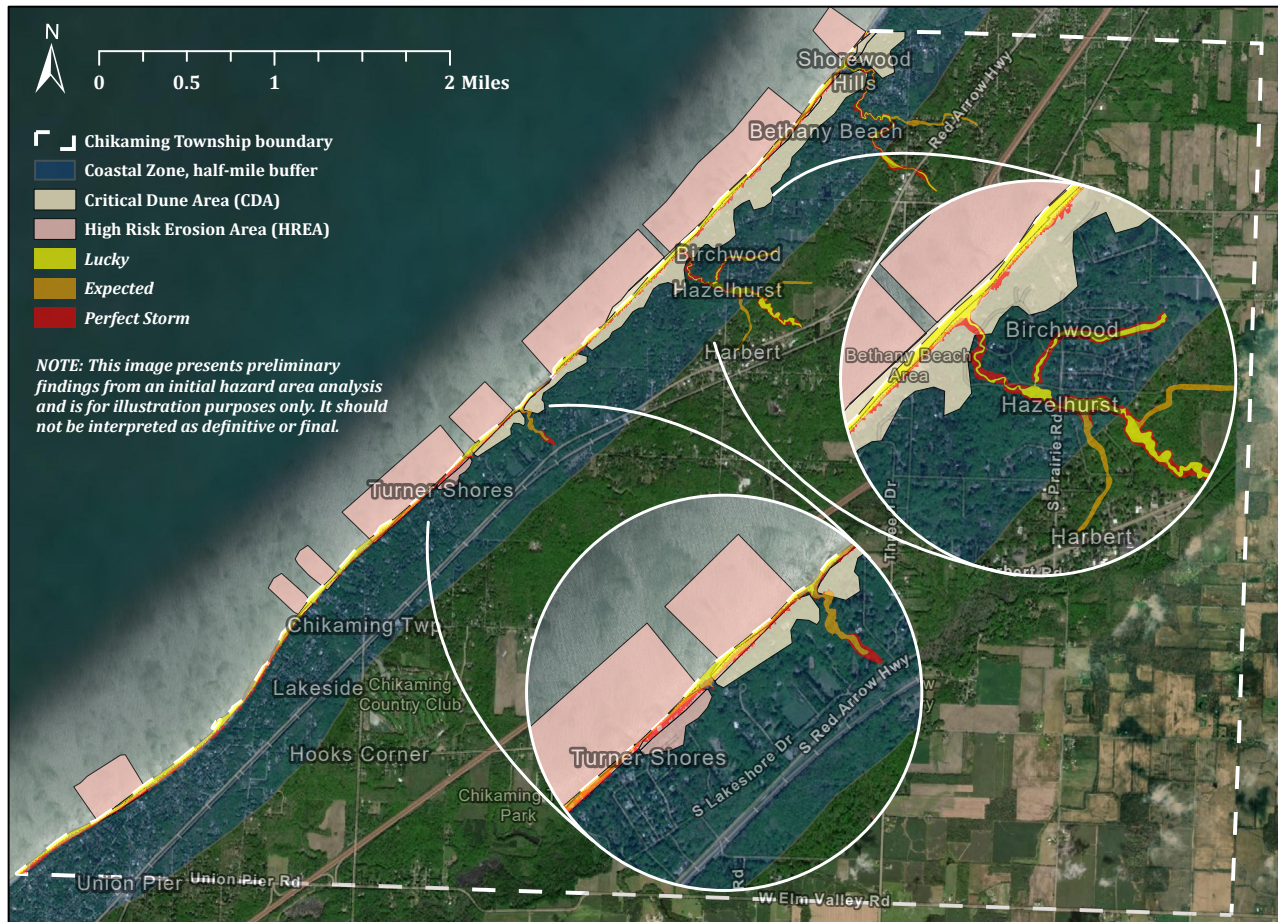 N
0 0.5 1 2 Miles
Chikaming Township boundary
Coastal Zone, half-mile buffer
Critical Dune Area (CDA)
High Risk Erosion Area (HREA)
Lucky
Expected
Perfect Storm
NOTE: This image presents preliminary
findings from an initial hazard area analysis
and is for illustration purposes only. It should
not be interpreted as definitive or final.
Shorewood
Hills
Red Arrow Hwy
Bethany Beach
Birchwood
Hazelhurst
Harbert
Birchwood
Bethany Beach
Area
Hazelhurst
S Prairie Rd
Harbert
Three
Dr
Turner Shores
Chikaming Twp
Lakeside
Chikaming
Country Club
Hooks Corner
Park
Turner Shores
S Lakeshore Dr
S Red Arrow Hwy
Union Pier
Union Pier Rd
Rd
W Elm Valley Rd